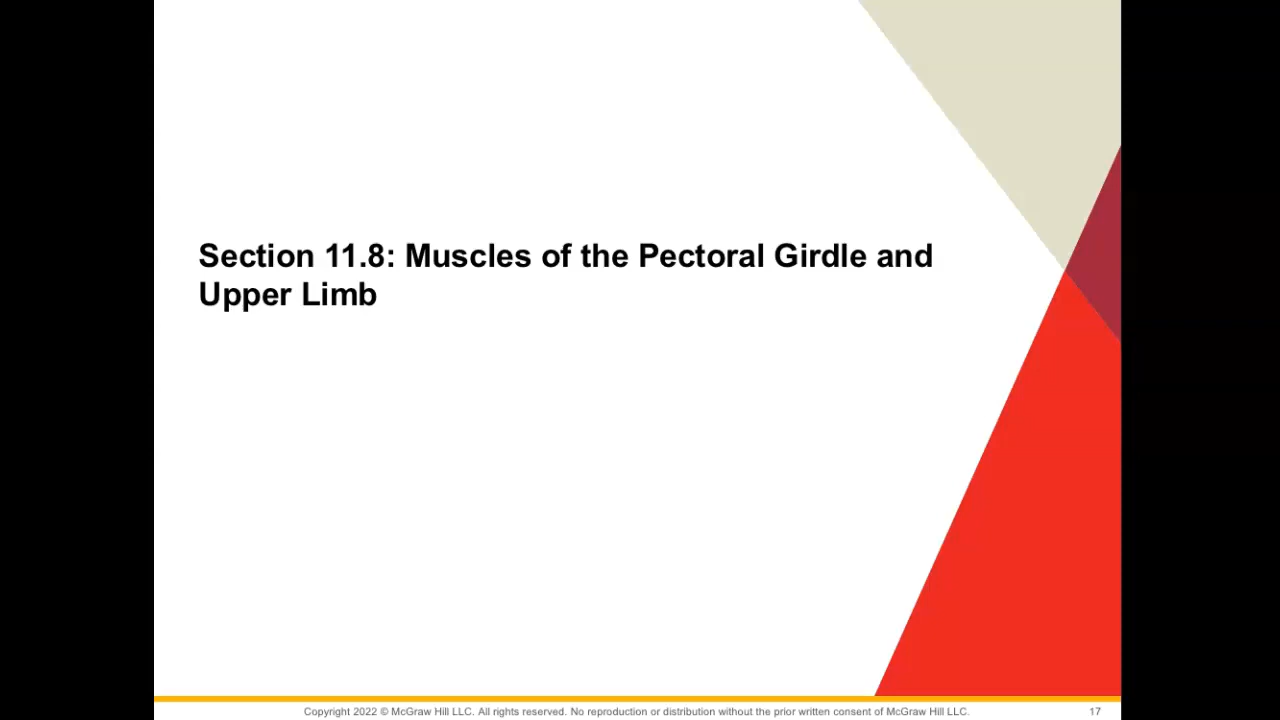 Section 11.8: Muscles of the Pectoral Girdle and
Upper Limb
Copyright 2022 © McGraw Hill LLC. All rights reserved. No reproduction or distribution without the prior written consent of McGraw Hill LLC.
17